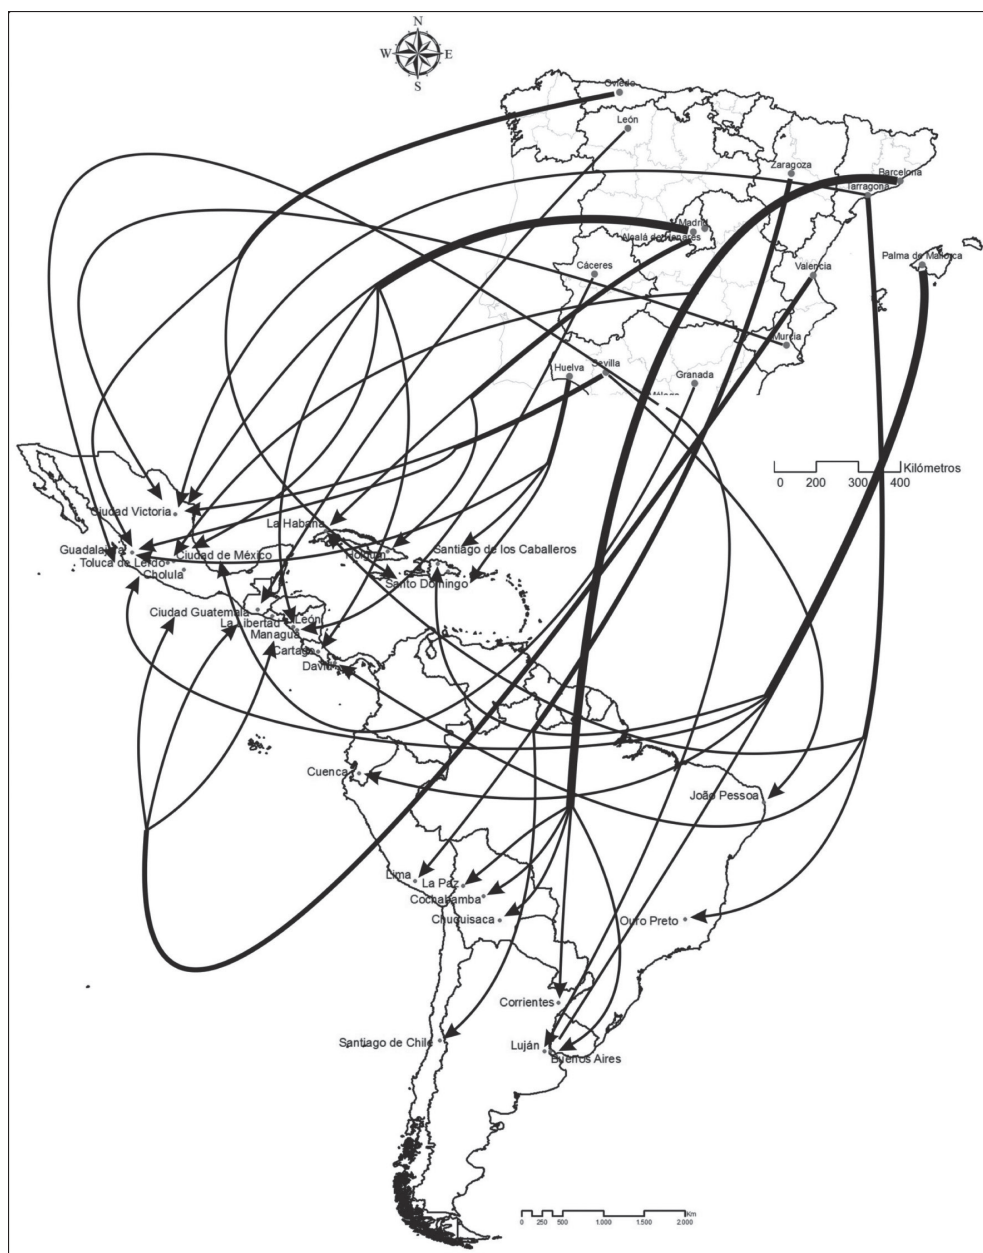 N
W E
S
Oviedo
León
Zaragoza
Barcelona
Tarragona
Madrid
Alcalá de Henares
Cáceres
Valencia
Palma de Mallorca
Murcia
Huelva
Sevilla
Granada
Málaga
Kilómetros
0 200 300 400
Ciudad Victoria
La Habana
Guadalajara
Ciudad de México
Holguín
Santiago de los Caballeros
Toluca de Lerdo
Cholula
Santo Domingo
Ciudad Guatemala
La Libertad
León
Managua
Cartago
David
Cuenca
João Pessoa
Lima
La Paz
Cochabamba
Chuquisaca
Ouro Preto
Corrientes
Santiago de Chile
Luján
Buenos Aires
Km
0 250 500 1.000 1.500 2.000